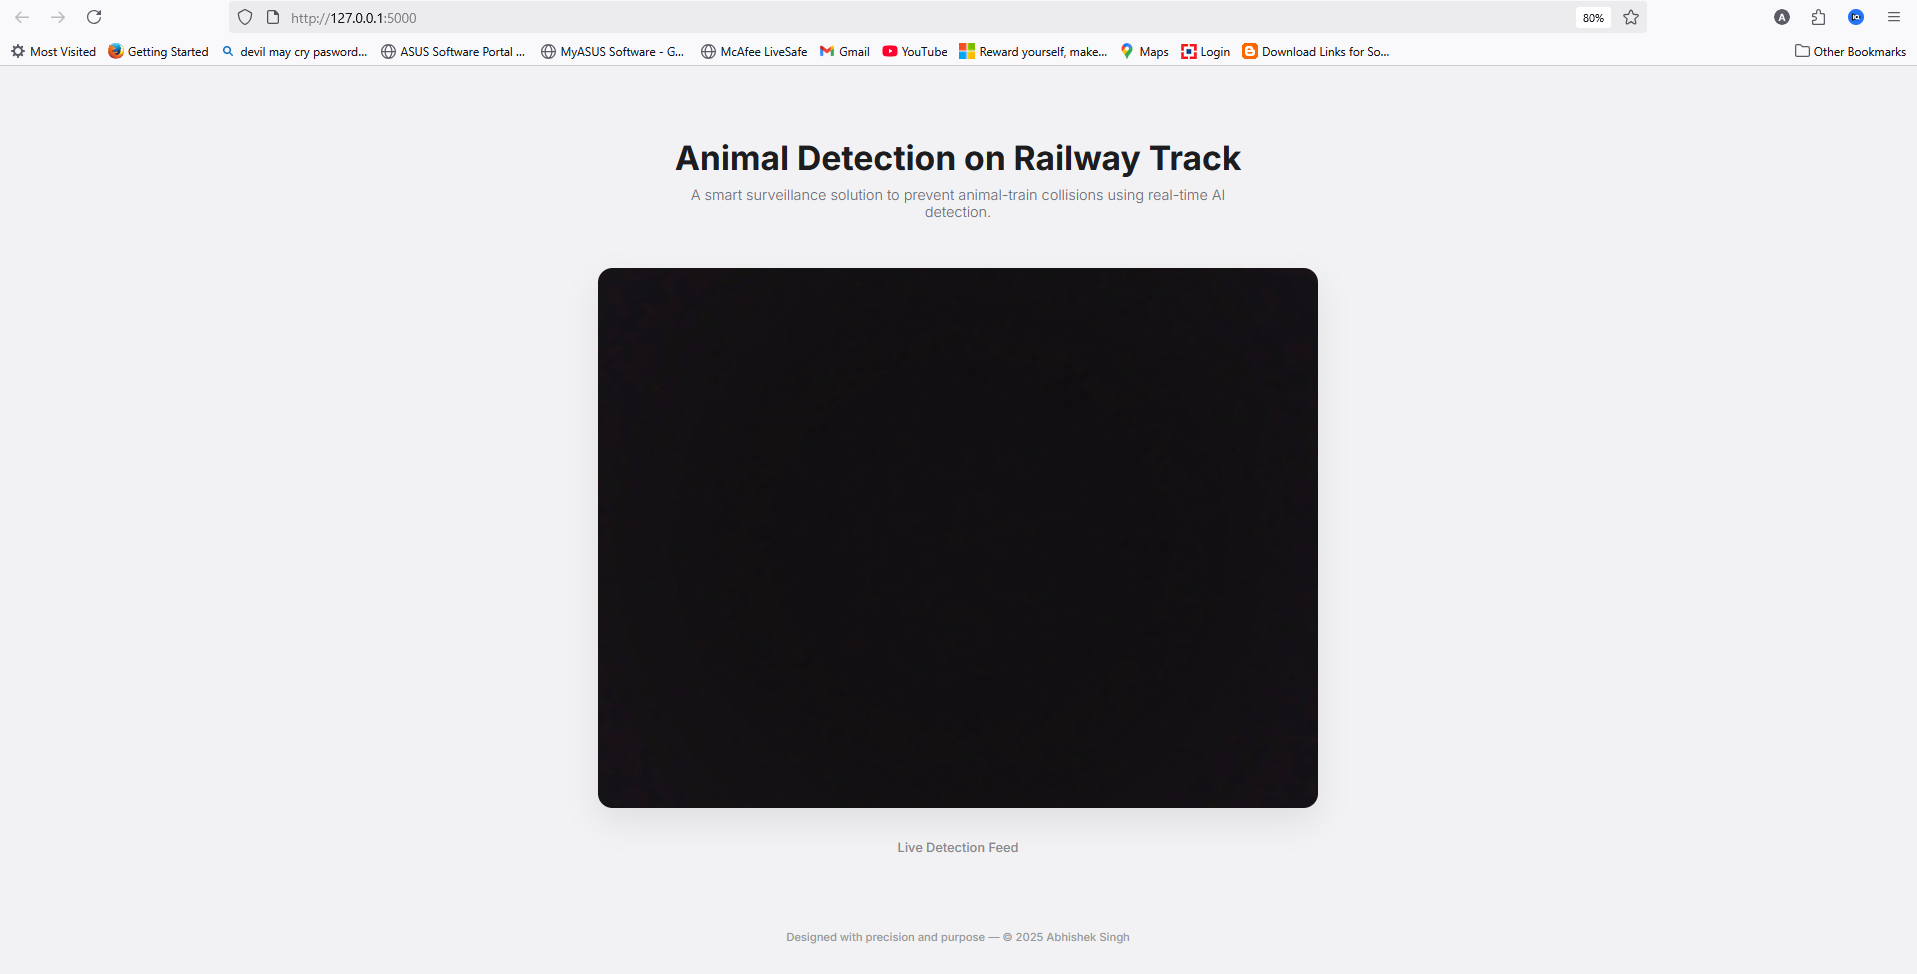 http://127.0.0.1:5000
80%
A
Most Visited
Getting Started
devil may cry pasword...
ASUS Software Portal ...
MyASUS Software - G...
McAfee LiveSafe
Gmail
YouTube
Reward yourself, make...
Maps
Login
Download Links for So...
Other Bookmarks
Animal Detection on Railway Track
A smart surveillance solution to prevent animal-train collisions using real-time AI
detection.
Live Detection Feed
Designed with precision and purpose — © 2025 Abhishek Singh